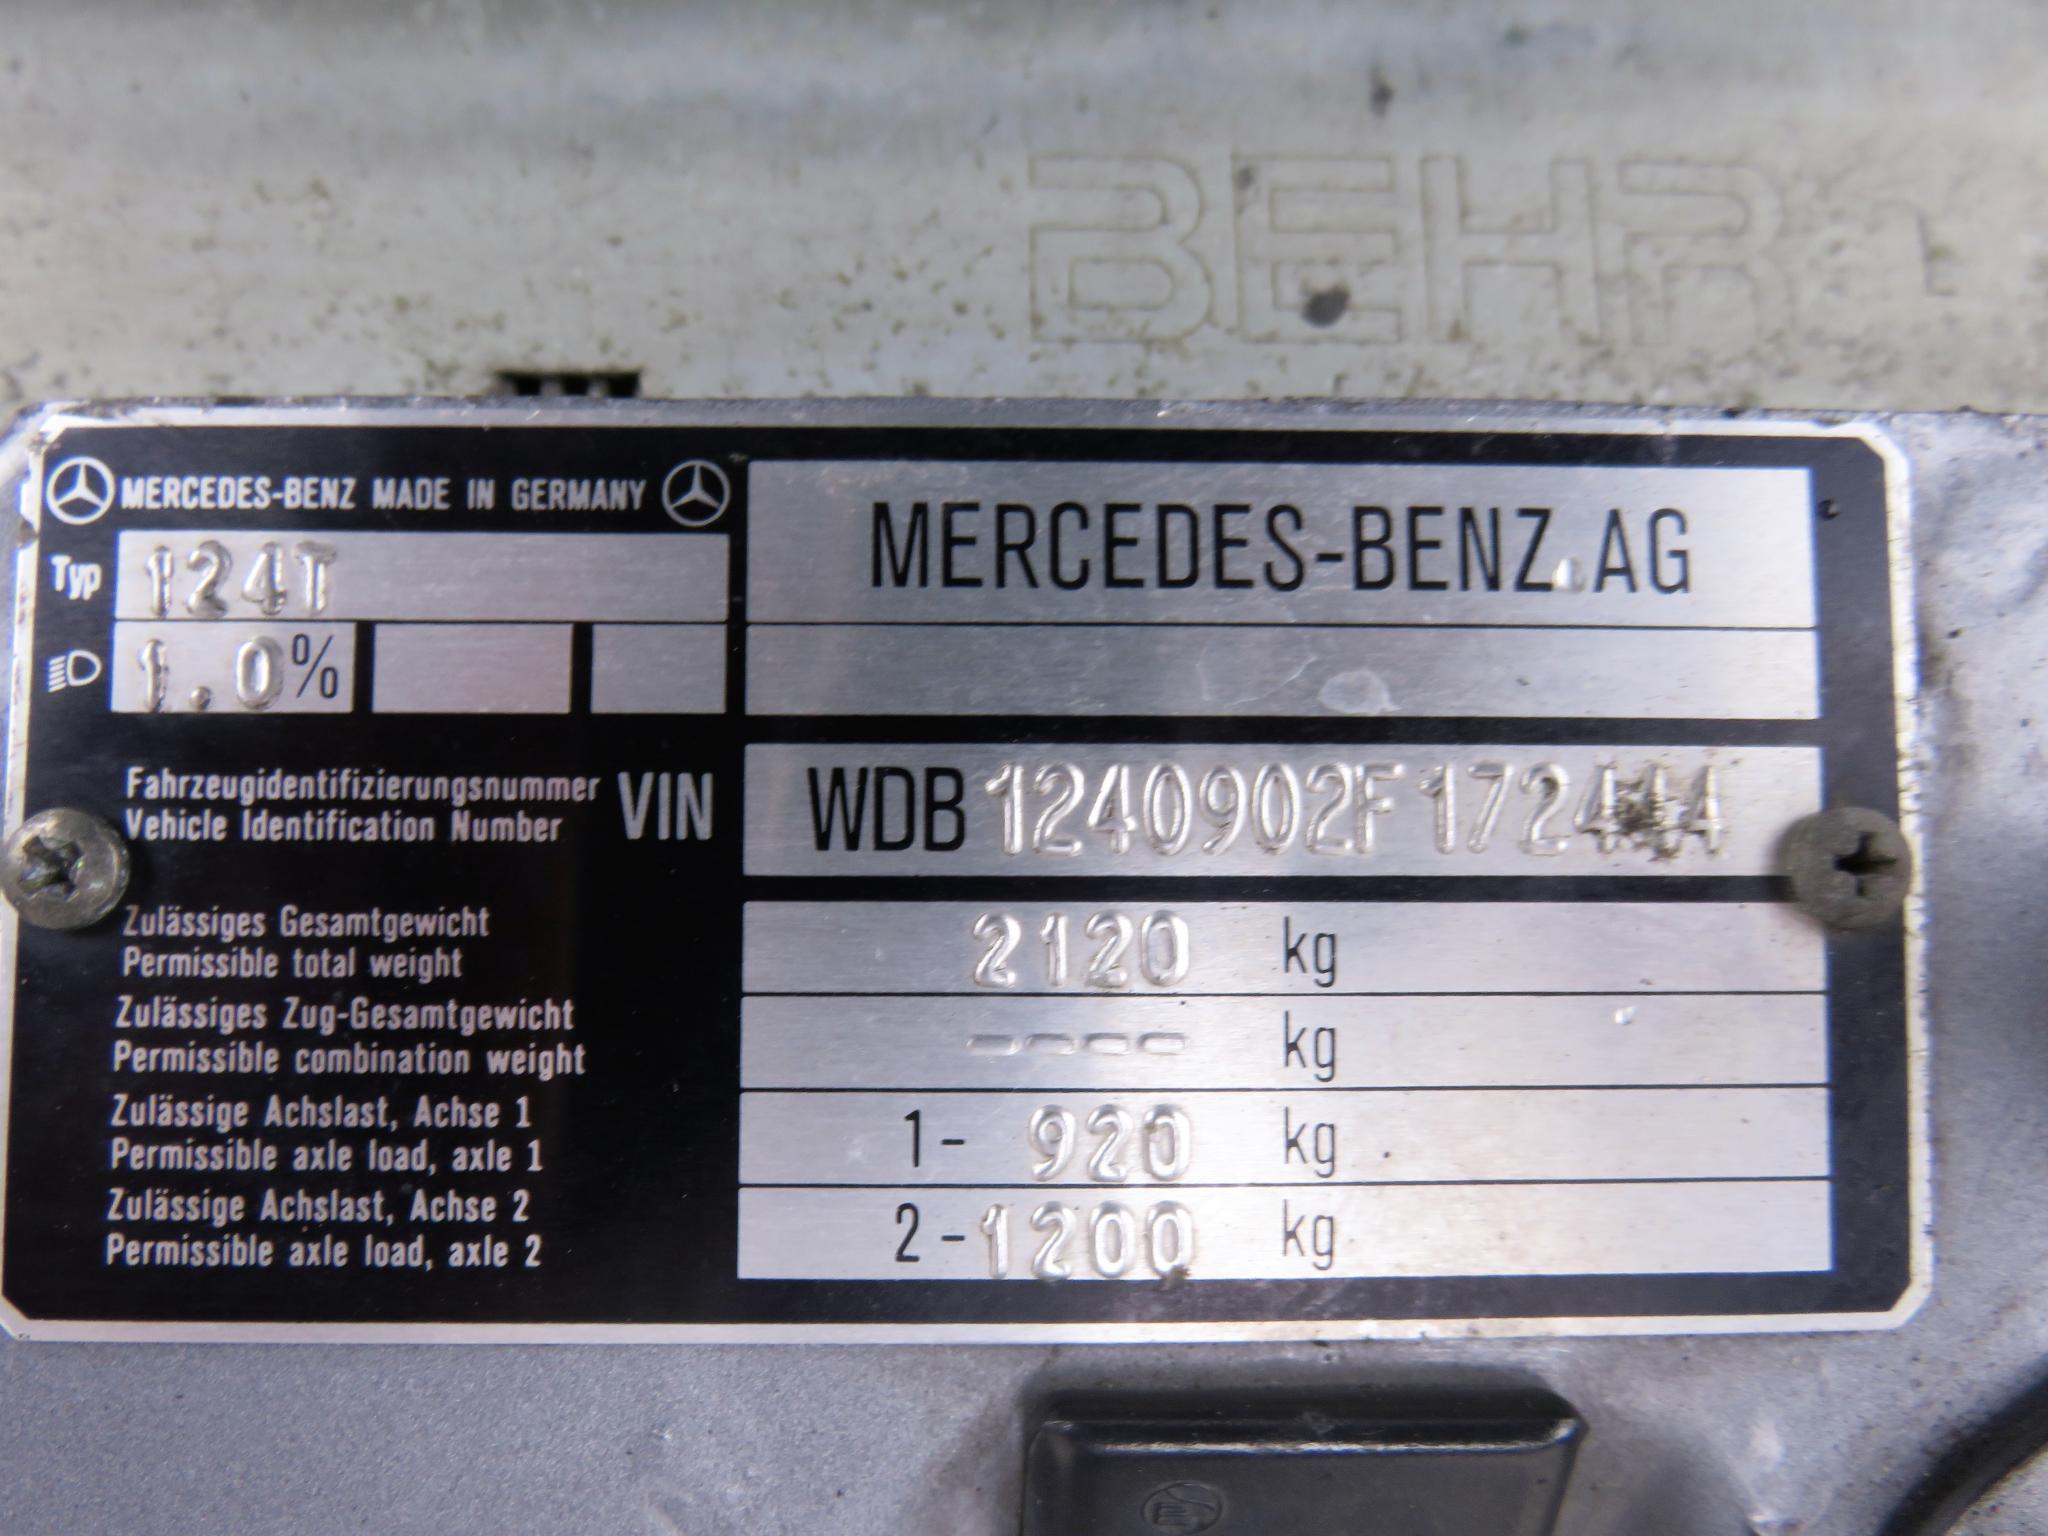 BEHR
MERCEDES-BENZ MADE IN GERMANY
MERCEDES-BENZ AG
Typ 124T
1.0%
Fahrzeugidentifizierungsnummer
Vehicle Identification Number
VIN
WDB 1240902F172444
Zulässiges Gesamtgewicht
Permissible total weight
2120 kg
Zulässiges Zug-Gesamtgewicht
Permissible combination weight
---- kg
Zulässige Achslast, Achse 1
Permissible axle load, axle 1
1- 920 kg
Zulässige Achslast, Achse 2
Permissible axle load, axle 2
2- 1200 kg